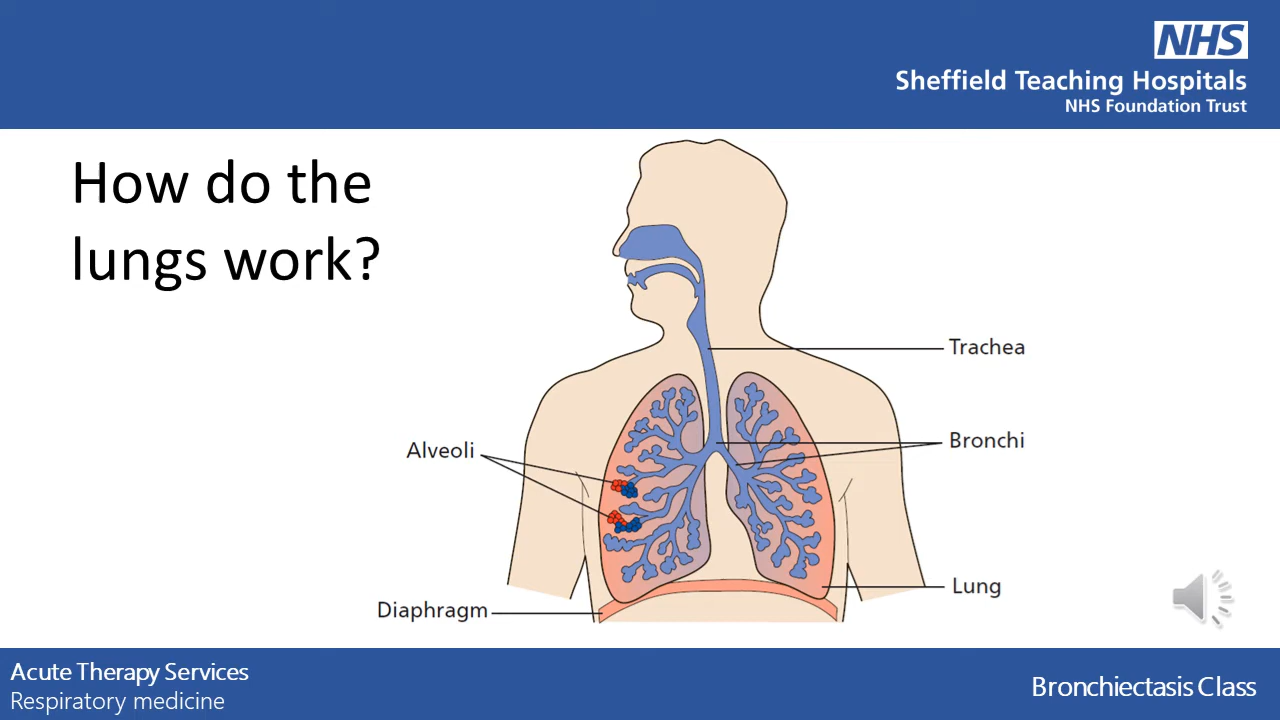 NHS
Sheffield Teaching Hospitals
NHS Foundation Trust
How do the
lungs work?
Trachea
Bronchi
Alveoli
Lung
Diaphragm
Acute Therapy Services
Respiratory medicine
Bronchiectasis Class